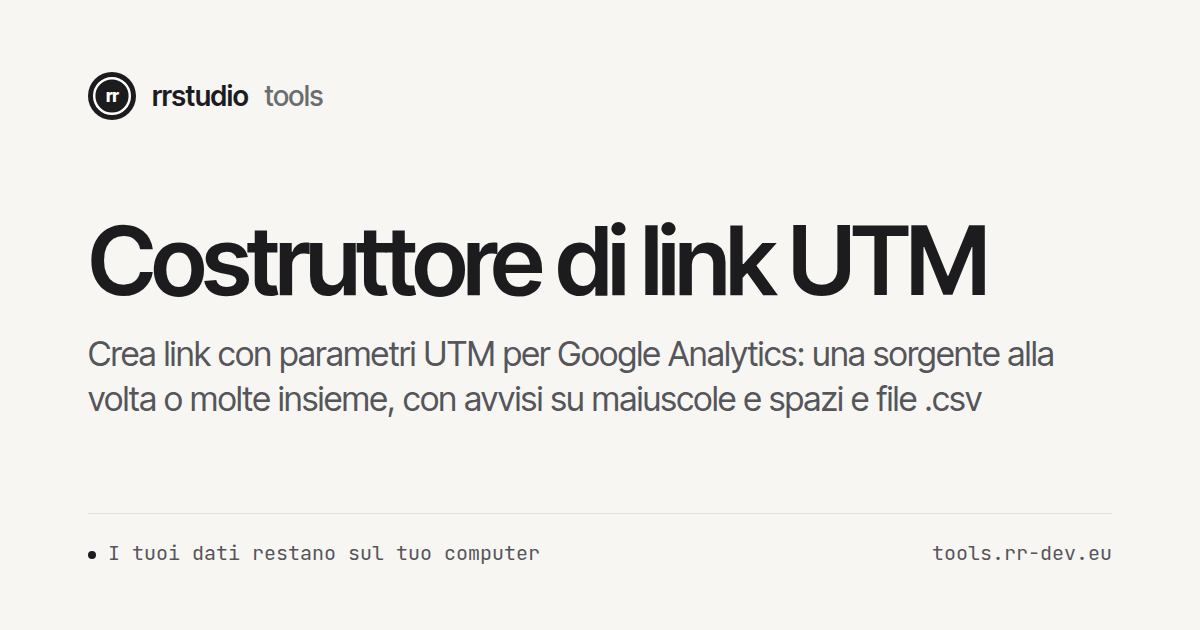 rr rrstudio tools
Costruttore di link UTM
Crea link con parametri UTM per Google Analytics: una sorgente alla
volta o molte insieme, con avvisi su maiuscole e spazi e file .csv
I tuoi dati restano sul tuo computer
tools.rr-dev.eu